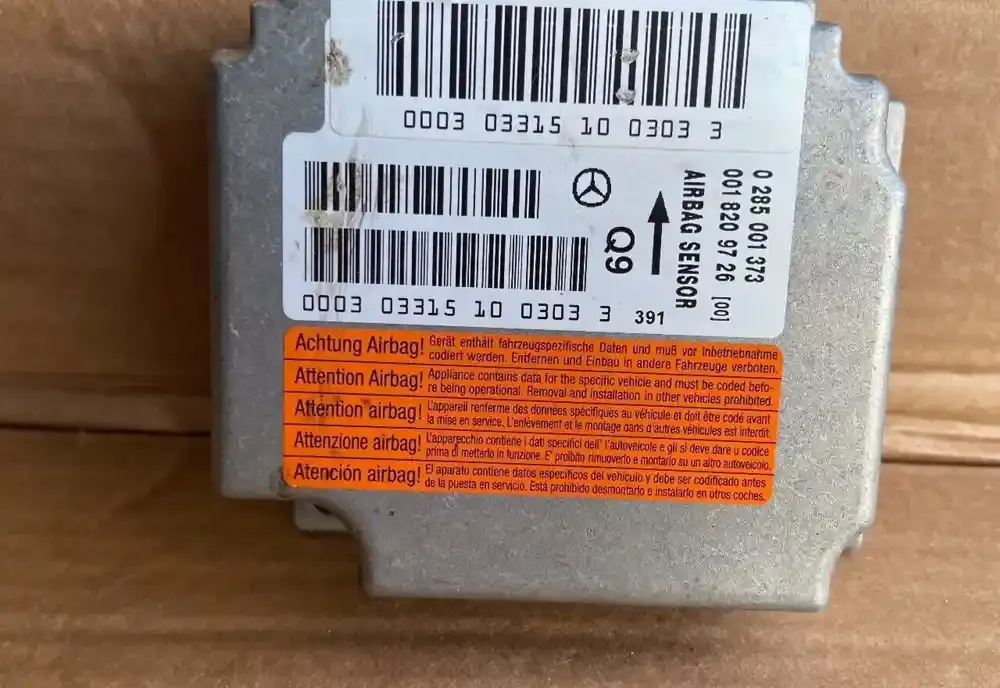 0003 03315 10 0303 3
0 285 001 373
001 820 97 26 [00]
AIRBAG SENSOR
Q9
0003 03315 10 0303 3 391
Achtung Airbag! Gerät enthält fahrzeugspezifische Daten und muß vor Inbetriebnahme
codiert werden. Entfernen und Einbau in andere Fahrzeuge verboten.
Attention Airbag! Appliance contains data for the specific vehicle and must be coded befo-
re being operational. Removal and installation in other vehicles prohibited.
Attention airbag! L'appareil renferme des données spécifiques au véhicule et doit être codé avant
la mise en service. L'enlèvement et le montage dans d'autres véhicules est interdit.
Attenzione airbag! L'apparecchio contiene i dati specifici dell' l'autoveicolo e gli si deve dare u codice
prima di metterlo in funzione. E' proibito rimuoverlo e montarlo su un altro autoveicolo.
Atención airbag! El aparato contiene datos específicos del vehículo y debe ser codificado antes
de la puesta en servicio. Está prohibido desmontarlo e instalarlo en otros coches.